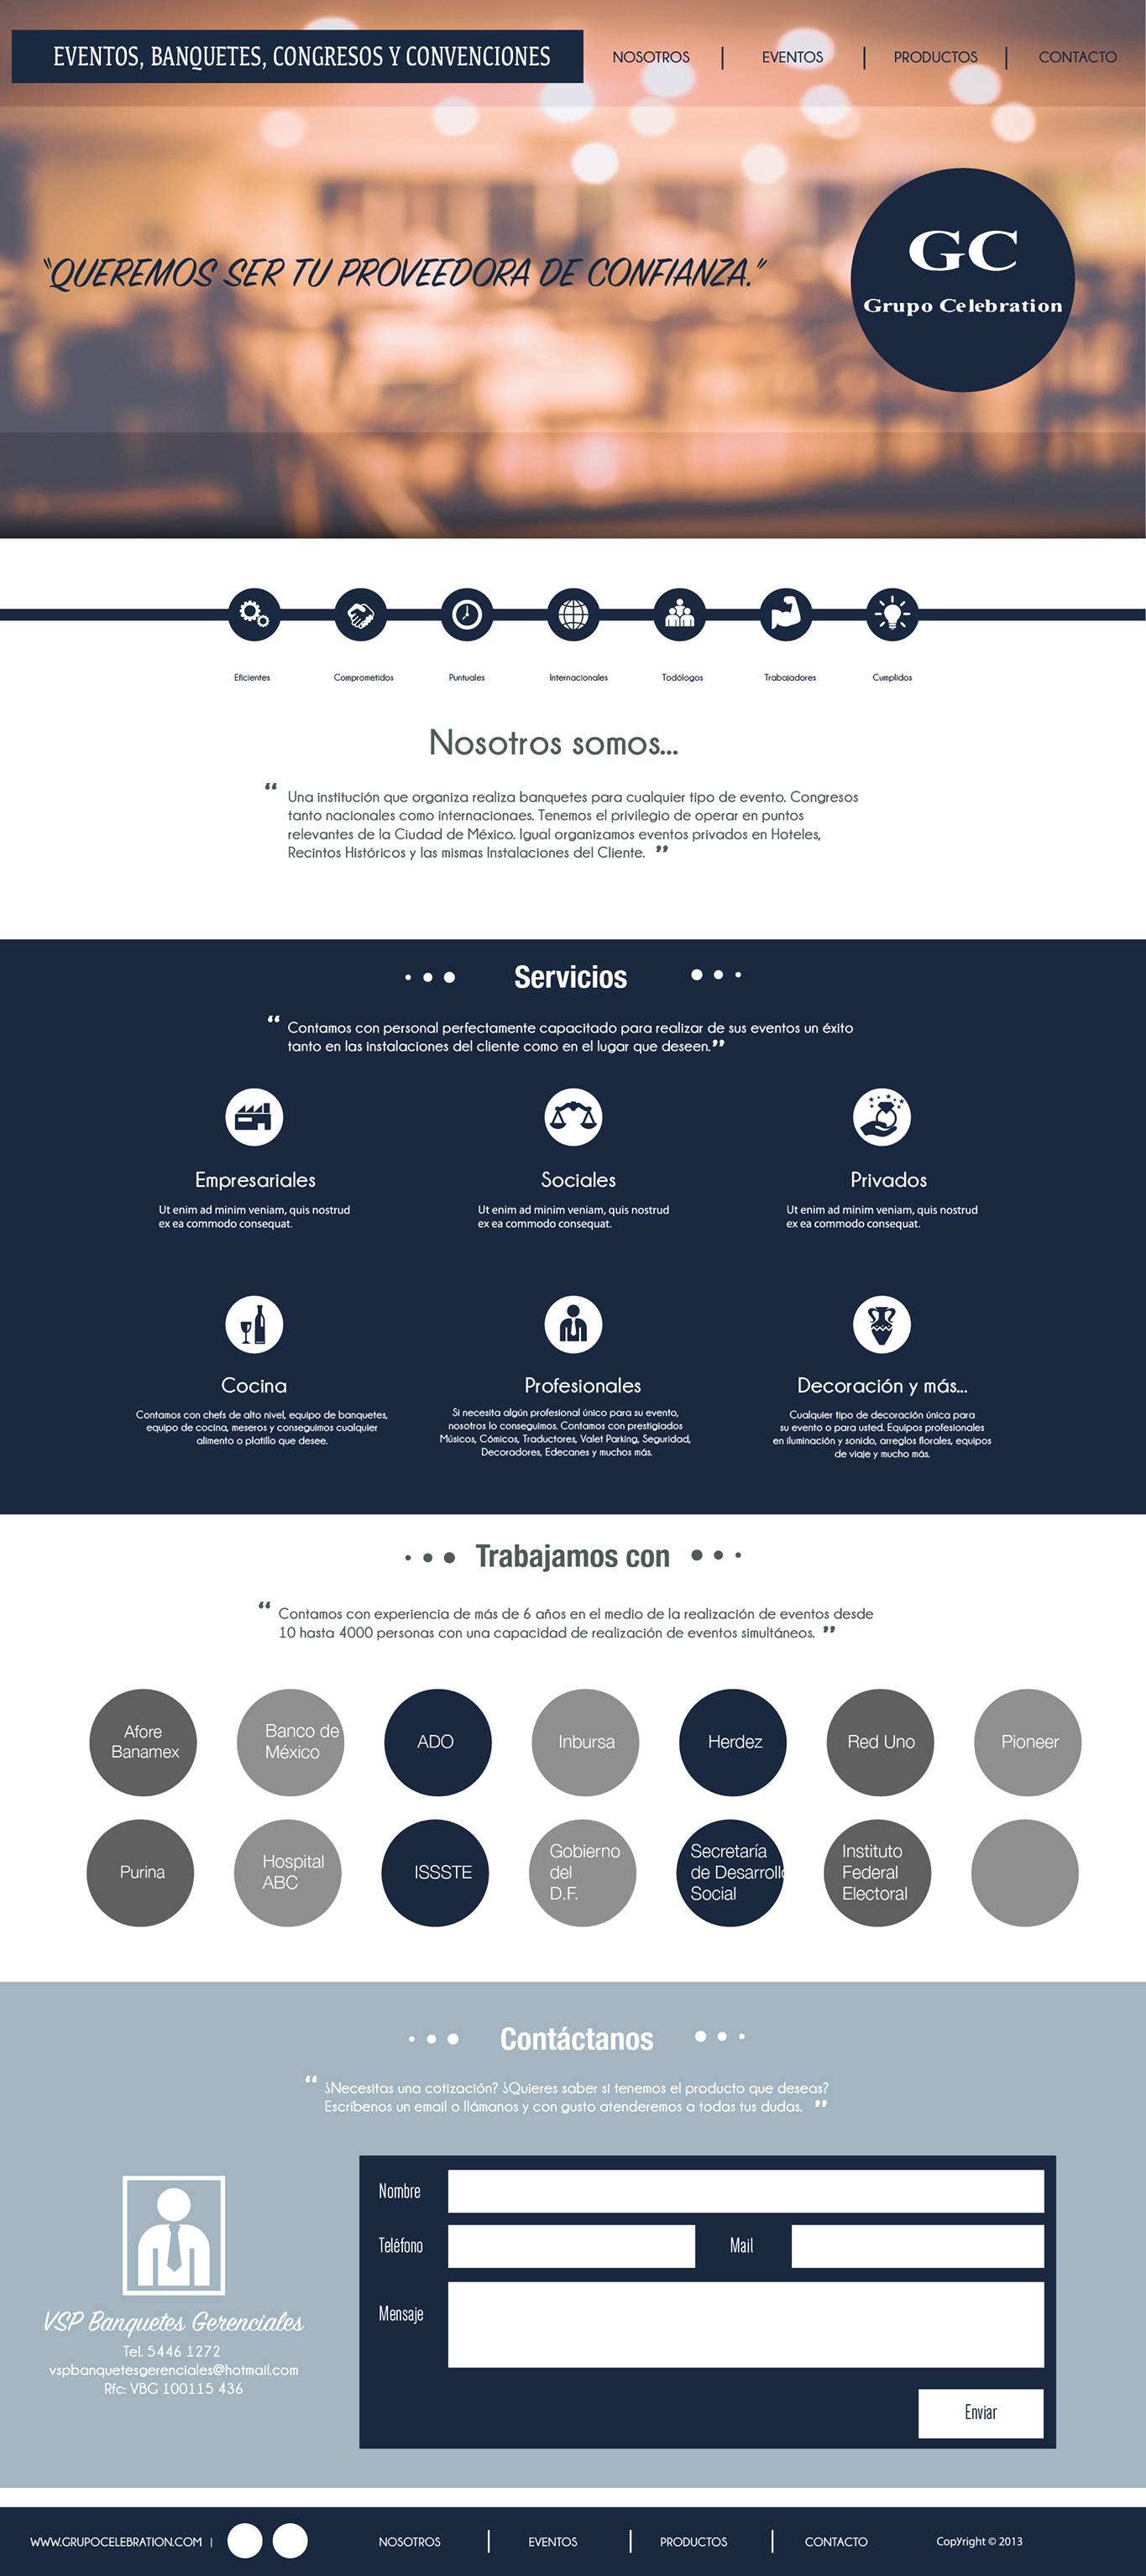 EVENTOS, BANQUETES, CONGRESOS Y CONVENCIONES
NOSOTROS | EVENTOS | PRODUCTOS | CONTACTO
"QUEREMOS SER TU PROVEEDORA DE CONFIANZA."
GC
Grupo Celebration
Eficientes
Comprometidos
Puntuales
Internacionales
Todólogos
Trabajadores
Cumplidos
Nosotros somos...
“ Una institución que organiza realiza banquetes para cualquier tipo de evento. Congresos
tanto nacionales como internacionaes. Tenemos el privilegio de operar en puntos
relevantes de la Ciudad de México. Igual organizamos eventos privados en Hoteles,
Recintos Históricos y las mismas Instalaciones del Cliente. ”
Servicios
“ Contamos con personal perfectamente capacitado para realizar de sus eventos un éxito
tanto en las instalaciones del cliente como en el lugar que deseen.”
Empresariales
Ut enim ad minim veniam, quis nostrud
ex ea commodo consequat.
Sociales
Ut enim ad minim veniam, quis nostrud
ex ea commodo consequat.
Privados
Ut enim ad minim veniam, quis nostrud
ex ea commodo consequat.
Cocina
Contamos con chefs de alto nivel, equipo de banquetes,
equipo de cocina, meseros y conseguimos cualquier
alimento o platillo que desee.
Profesionales
Si necesita algún profesional único para su evento,
nosotros lo conseguimos. Contamos con prestigiados
Músicos, Cómicos, Traductores, Valet Parking, Seguridad,
Decoradores, Edecanes y muchos más.
Decoración y más...
Cualquier tipo de decoración única para
su evento o para usted. Equipos profesionales
en iluminación y sonido, arreglos florales, equipos
de viaje y mucho más.
Trabajamos con
“ Contamos con experiencia de más de 6 años en el medio de la realización de eventos desde
10 hasta 4000 personas con una capacidad de realización de eventos simultáneos. ”
Afore
Banamex
Banco de
México
ADO
Inbursa
Herdez
Red Uno
Pioneer
Purina
Hospital
ABC
ISSSTE
Gobierno
del
D.F.
Secretaría
de Desarrollo
Social
Instituto
Federal
Electoral
Contáctanos
“ ¿Necesitas una cotización? ¿Quieres saber si tenemos el producto que deseas?
Escríbenos un email o llámanos y con gusto atenderemos a todas tus dudas. ”
VSP Banquetes Gerenciales
Tel. 5446 1272
vspbanquetesgerenciales@hotmail.com
Rfc: VBG 100115 436
Nombre
Teléfono
Mail
Mensaje
Enviar
WWW.GRUPOCELEBRATION.COM |
NOSOTROS | EVENTOS | PRODUCTOS | CONTACTO
CopYright © 2013